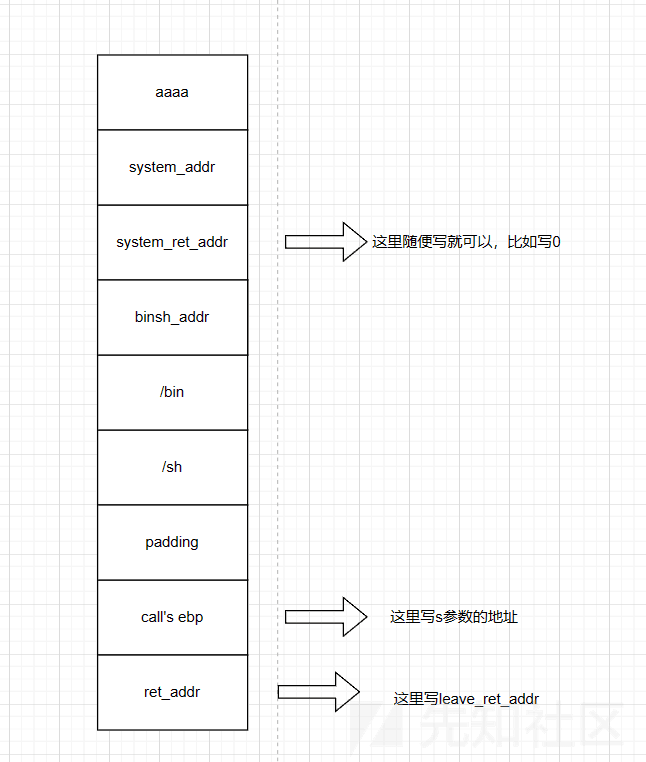 aaaa
system_addr
system_ret_addr
这里随便写就可以，比如写0
binsh_addr
/bin
/sh
padding
call's ebp
这里写s参数的地址
ret_addr
这里写leave_ret_addr
先知社区